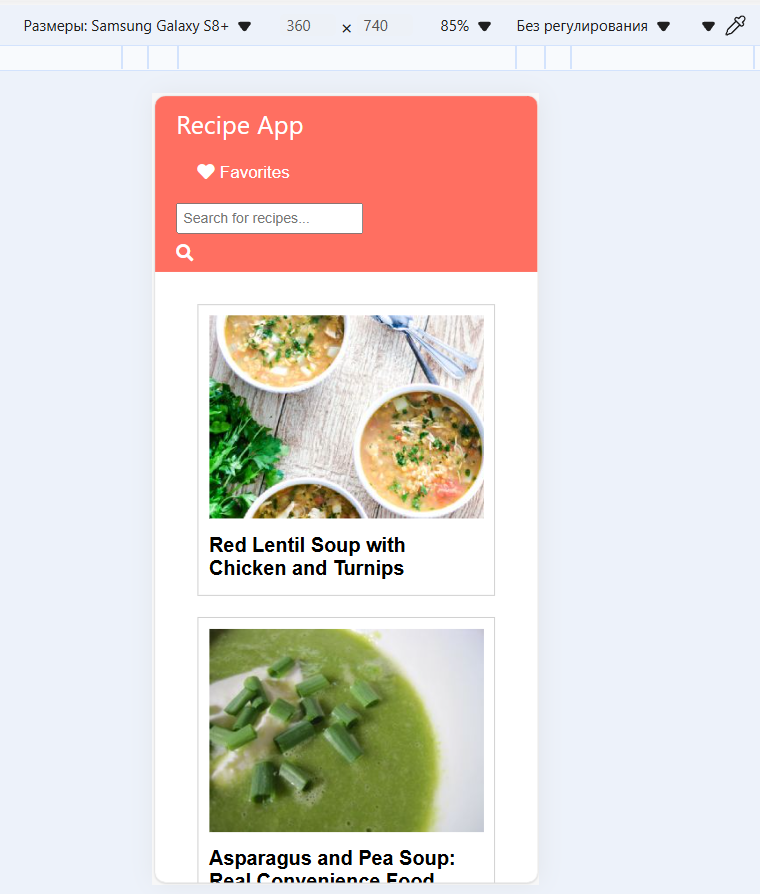 Размеры: Samsung Galaxy S8+ 360 × 740 85% Без регулирования
Recipe App
Favorites
Search for recipes...
Red Lentil Soup with
Chicken and Turnips
Asparagus and Pea Soup:
Real Convenience Food